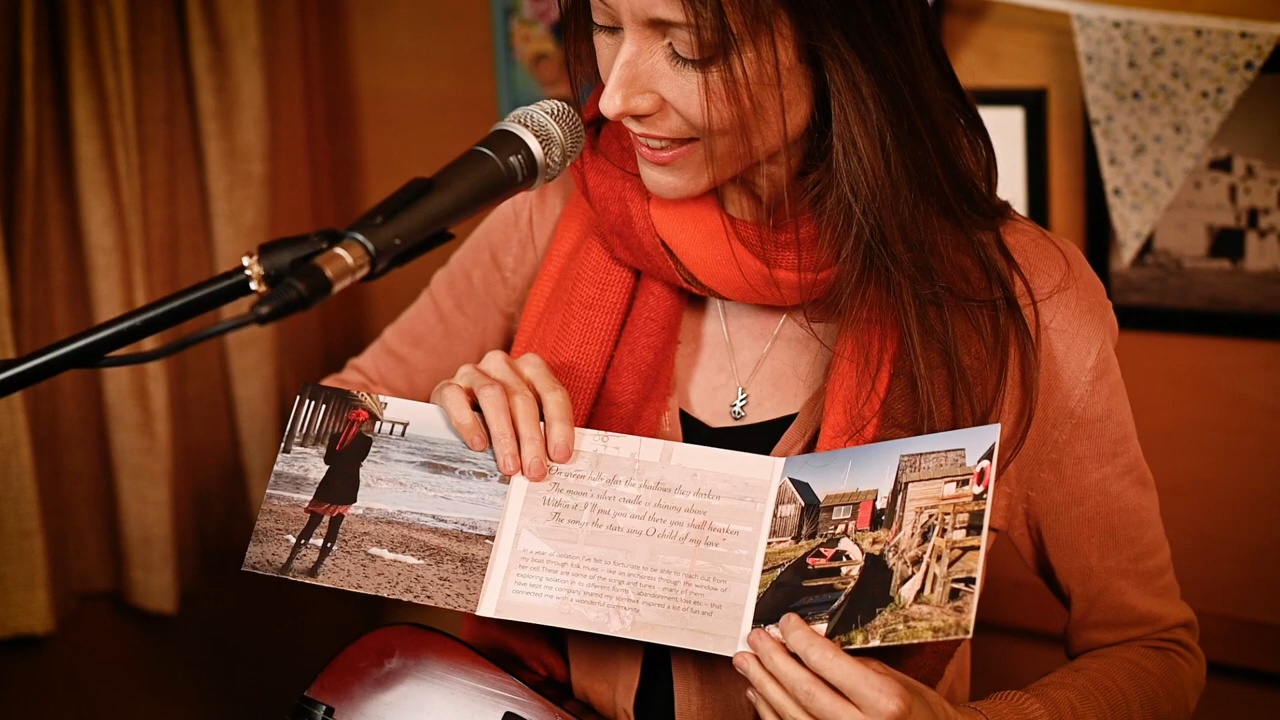 "On green hills afar the shadows they darken
The moon's silver cradle is shining above
Within it I'll put you and there you shall hearken
The songs the stars sing O child of my love"
In a year of isolation, I've felt so fortunate to be able to reach out from
my boat through folk music – like an anchoress through the window of
her cell. These are some of the songs and tunes – many of them
exploring isolation in its different forms – abandonment, loss etc – that
have kept me company, shared my sorrows, inspired a lot of fun and
connected me with a wonderful community.